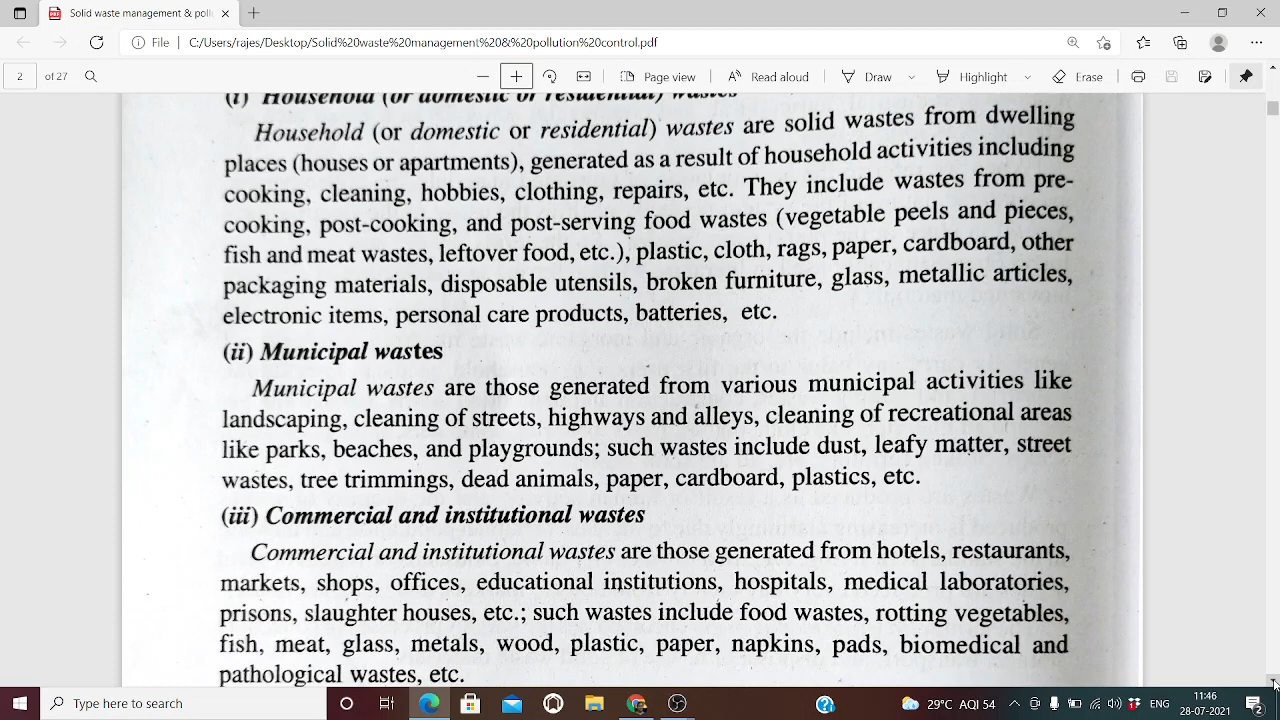 Solid waste management & poll
File
C:/Users/rajes/Desktop/Solid%20waste%20management%20&%20pollution%20control.pdf
2 of 27
Page view
Read aloud
Draw
Highlight
Erase
(i) Household (or domestic or residential) wastes
Household (or domestic or residential) wastes are solid wastes from dwelling
places (houses or apartments), generated as a result of household activities including
cooking, cleaning, hobbies, clothing, repairs, etc. They include wastes from pre-
cooking, post-cooking, and post-serving food wastes (vegetable peels and pieces,
fish and meat wastes, leftover food, etc.), plastic, cloth, rags, paper, cardboard, other
packaging materials, disposable utensils, broken furniture, glass, metallic articles,
electronic items, personal care products, batteries, etc.
(ii) Municipal wastes
Municipal wastes are those generated from various municipal activities like
landscaping, cleaning of streets, highways and alleys, cleaning of recreational areas
like parks, beaches, and playgrounds; such wastes include dust, leafy matter, street
wastes, tree trimmings, dead animals, paper, cardboard, plastics, etc.
(iii) Commercial and institutional wastes
Commercial and institutional wastes are those generated from hotels, restaurants,
markets, shops, offices, educational institutions, hospitals, medical laboratories,
prisons, slaughter houses, etc.; such wastes include food wastes, rotting vegetables,
fish, meat, glass, metals, wood, plastic, paper, napkins, pads, biomedical and
pathological wastes, etc.
Type here to search
29°C AQI 54
ENG
11:46
28-07-2021